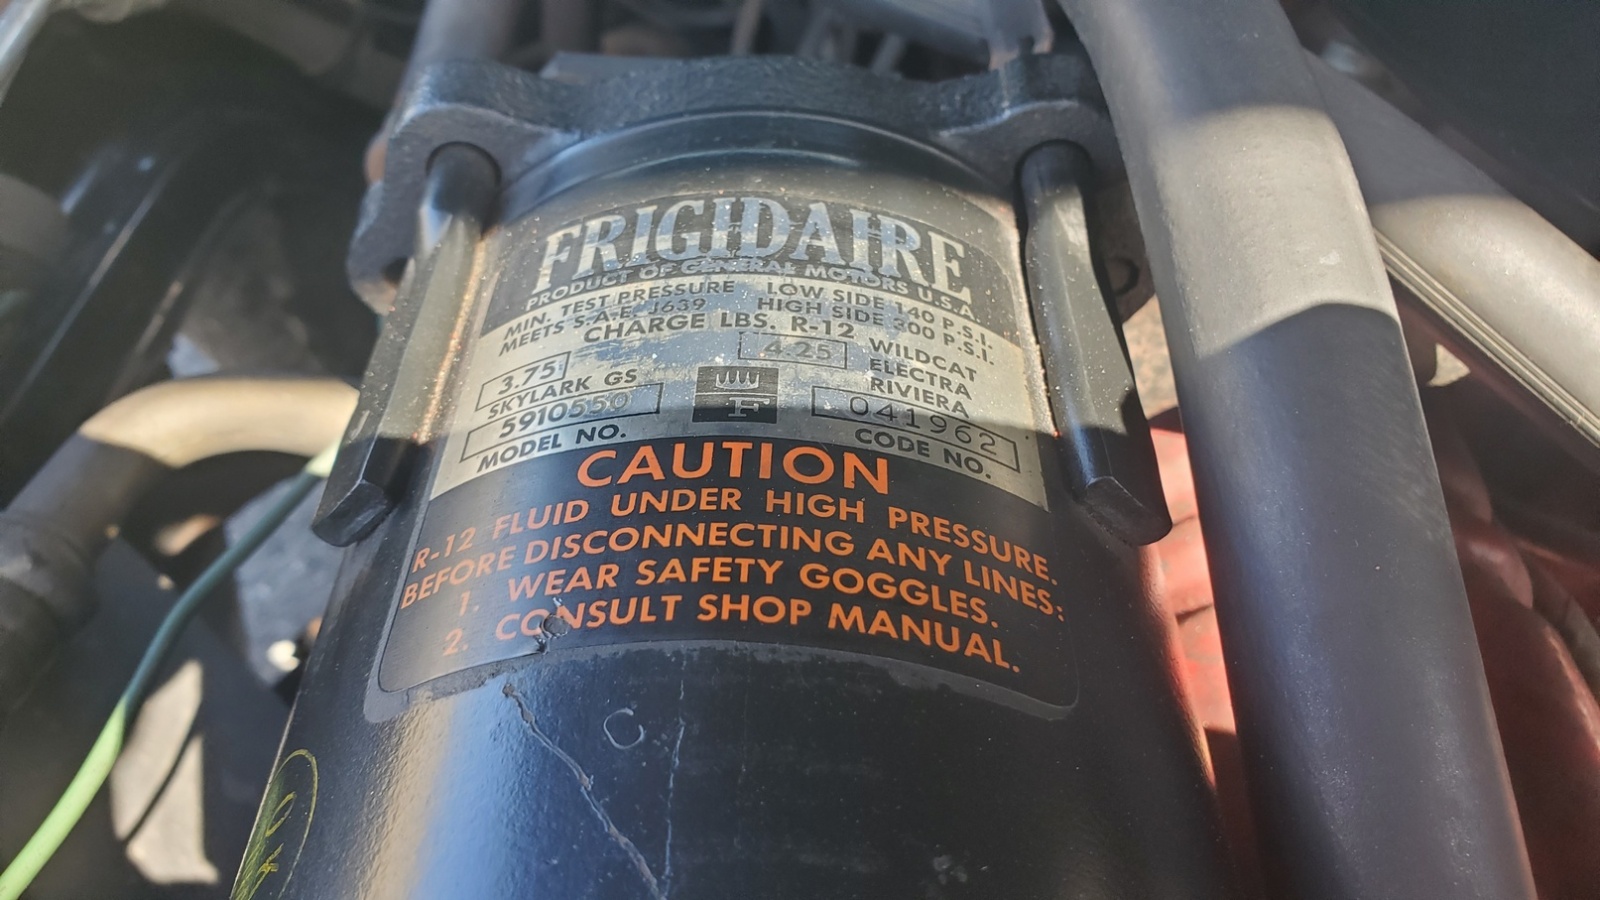 FRIGIDAIRE
PRODUCT OF GENERAL MOTORS U.S.A.
MIN. TEST PRESSURE LOW SIDE 140 P.S.I.
MEETS S.A.E. J639 HIGH SIDE 300 P.S.I.
CHARGE LBS. R-12
3.75 4.25 WILDCAT
SKYLARK GS ELECTRA
RIVIERA
5910550 F 041962
MODEL NO. CODE NO.
CAUTION
R-12 FLUID UNDER HIGH PRESSURE.
BEFORE DISCONNECTING ANY LINES:
1. WEAR SAFETY GOGGLES.
2. CONSULT SHOP MANUAL.